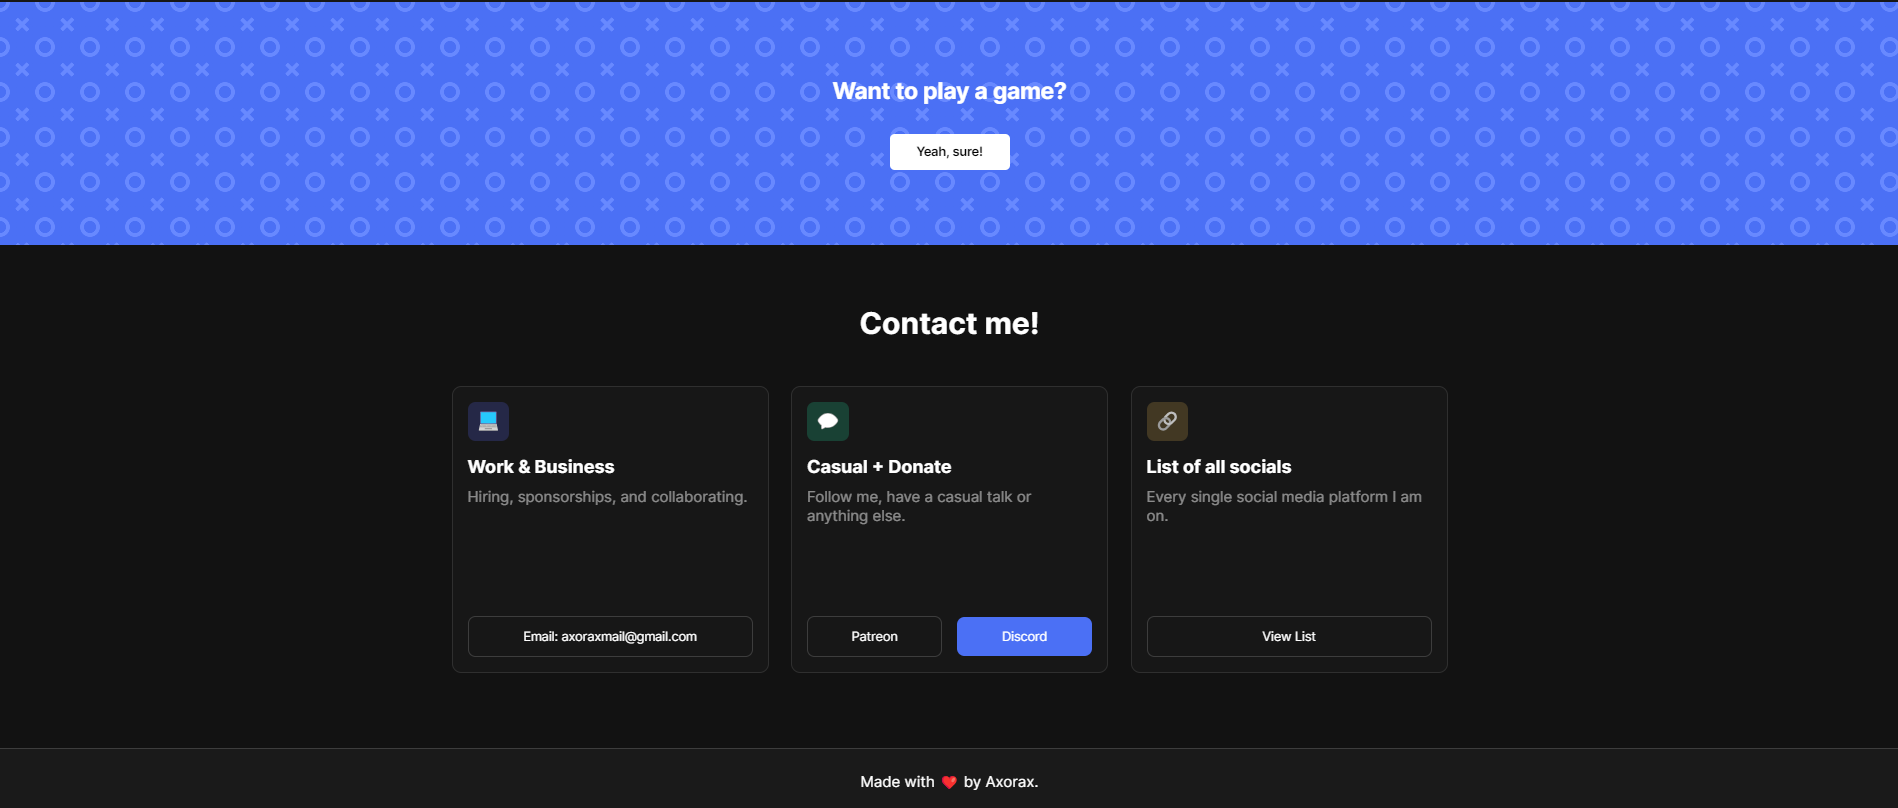 Want to play a game?
Yeah, sure!
Contact me!
Work & Business
Hiring, sponsorships, and collaborating.
Email: axoraxmail@gmail.com
Casual + Donate
Follow me, have a casual talk or
anything else.
Patreon
Discord
List of all socials
Every single social media platform I am
on.
View List
Made with ❤️ by Axorax.